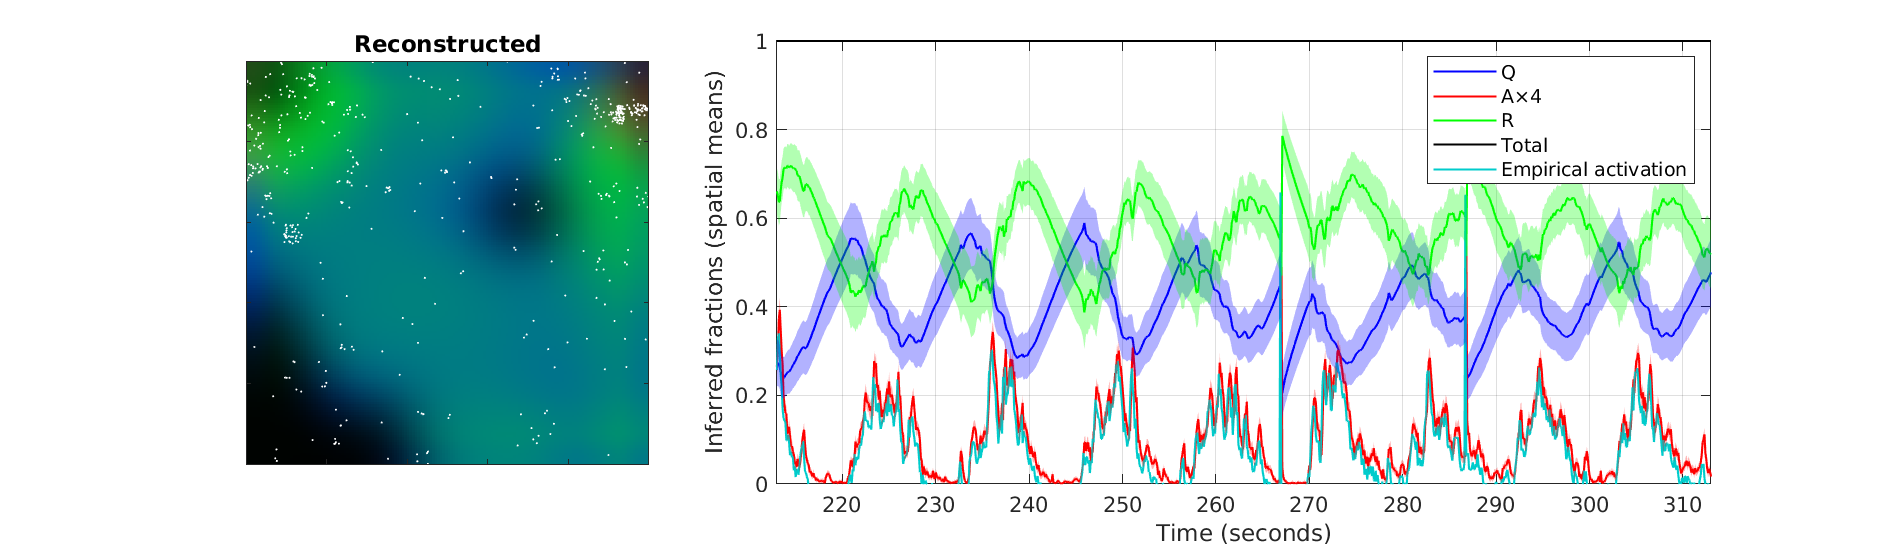 Reconstructed
Inferred fractions (spatial means)
1
0.8
0.6
0.4
0.2
0
Q
A×4
R
Total
Empirical activation
220 230 240 250 260 270 280 290 300 310
Time (seconds)